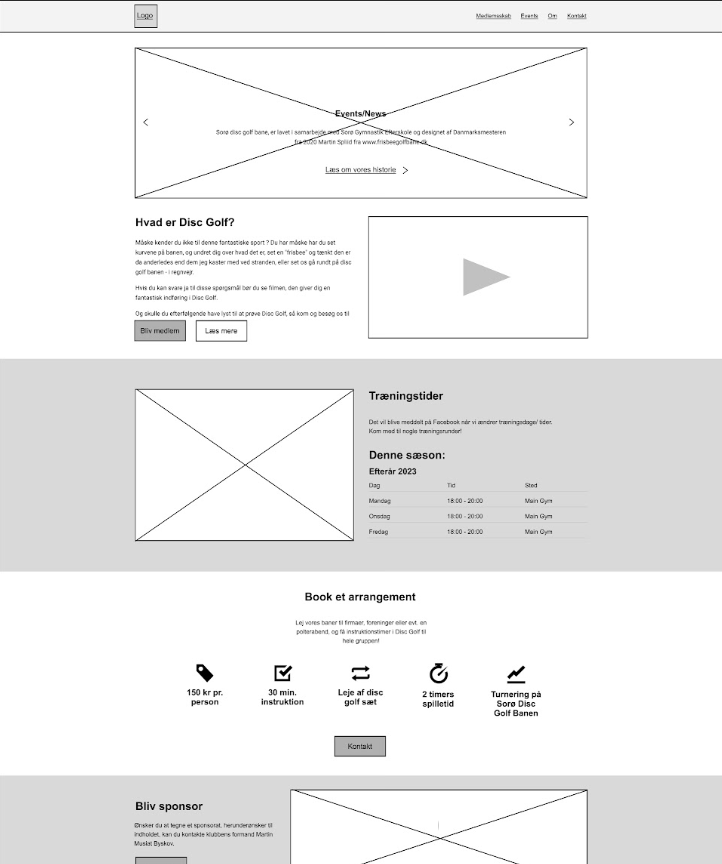 Logo
Medlemsskab Events Om Kontakt
Events/News
Sorø disc golf bane, er lavet i samarbejde med Sorø Gymnastik Efterskole og designet af Danmarksmesteren
fra 2020 Martin Spliid fra www.frisbeegolfbane.dk
Læs om vores historie
Hvad er Disc Golf?
Måske kender du ikke til denne fantastiske sport ? Du har måske har du set
kurvene på banen, og undret dig over hvad det er, set en "frisbee" og tænkt den er
da anderledes end dem jeg kaster med ved stranden, eller set os gå rundt på disc
golf banen - i regnvejr.
Hvis du kan svare ja til disse spørgsmål bør du se filmen, den giver dig en
fantastisk indføring i Disc Golf.
Og skulle du efterfølgende have lyst til at prøve Disc Golf, så kom og besøg os til
Bliv medlem Læs mere
Træningstider
Det vil blive meddelt på Facebook når vi ændrer træningsdage/ tider.
Kom med til nogle træningsrunder!
Denne sæson:
Efterår 2023
Dag Tid Sted
Mandag 18:00 - 20:00 Main Gym
Onsdag 18:00 - 20:00 Main Gym
Fredag 18:00 - 20:00 Main Gym
Book et arrangement
Lej vores baner til firmaer, foreninger eller evt. en
polterabend, og få instruktionstimer i Disc Golf til
hele gruppen!
150 kr pr.
person
30 min.
instruktion
Leje af disc
golf sæt
2 timers
spilletid
Turnering på
Sorø Disc
Golf Banen
Kontakt
Bliv sponsor
Ønsker du at tegne et sponsorat, herunderønsker til
indholdet, kan du kontakte klubbens formand Martin
Muslat Byskov.